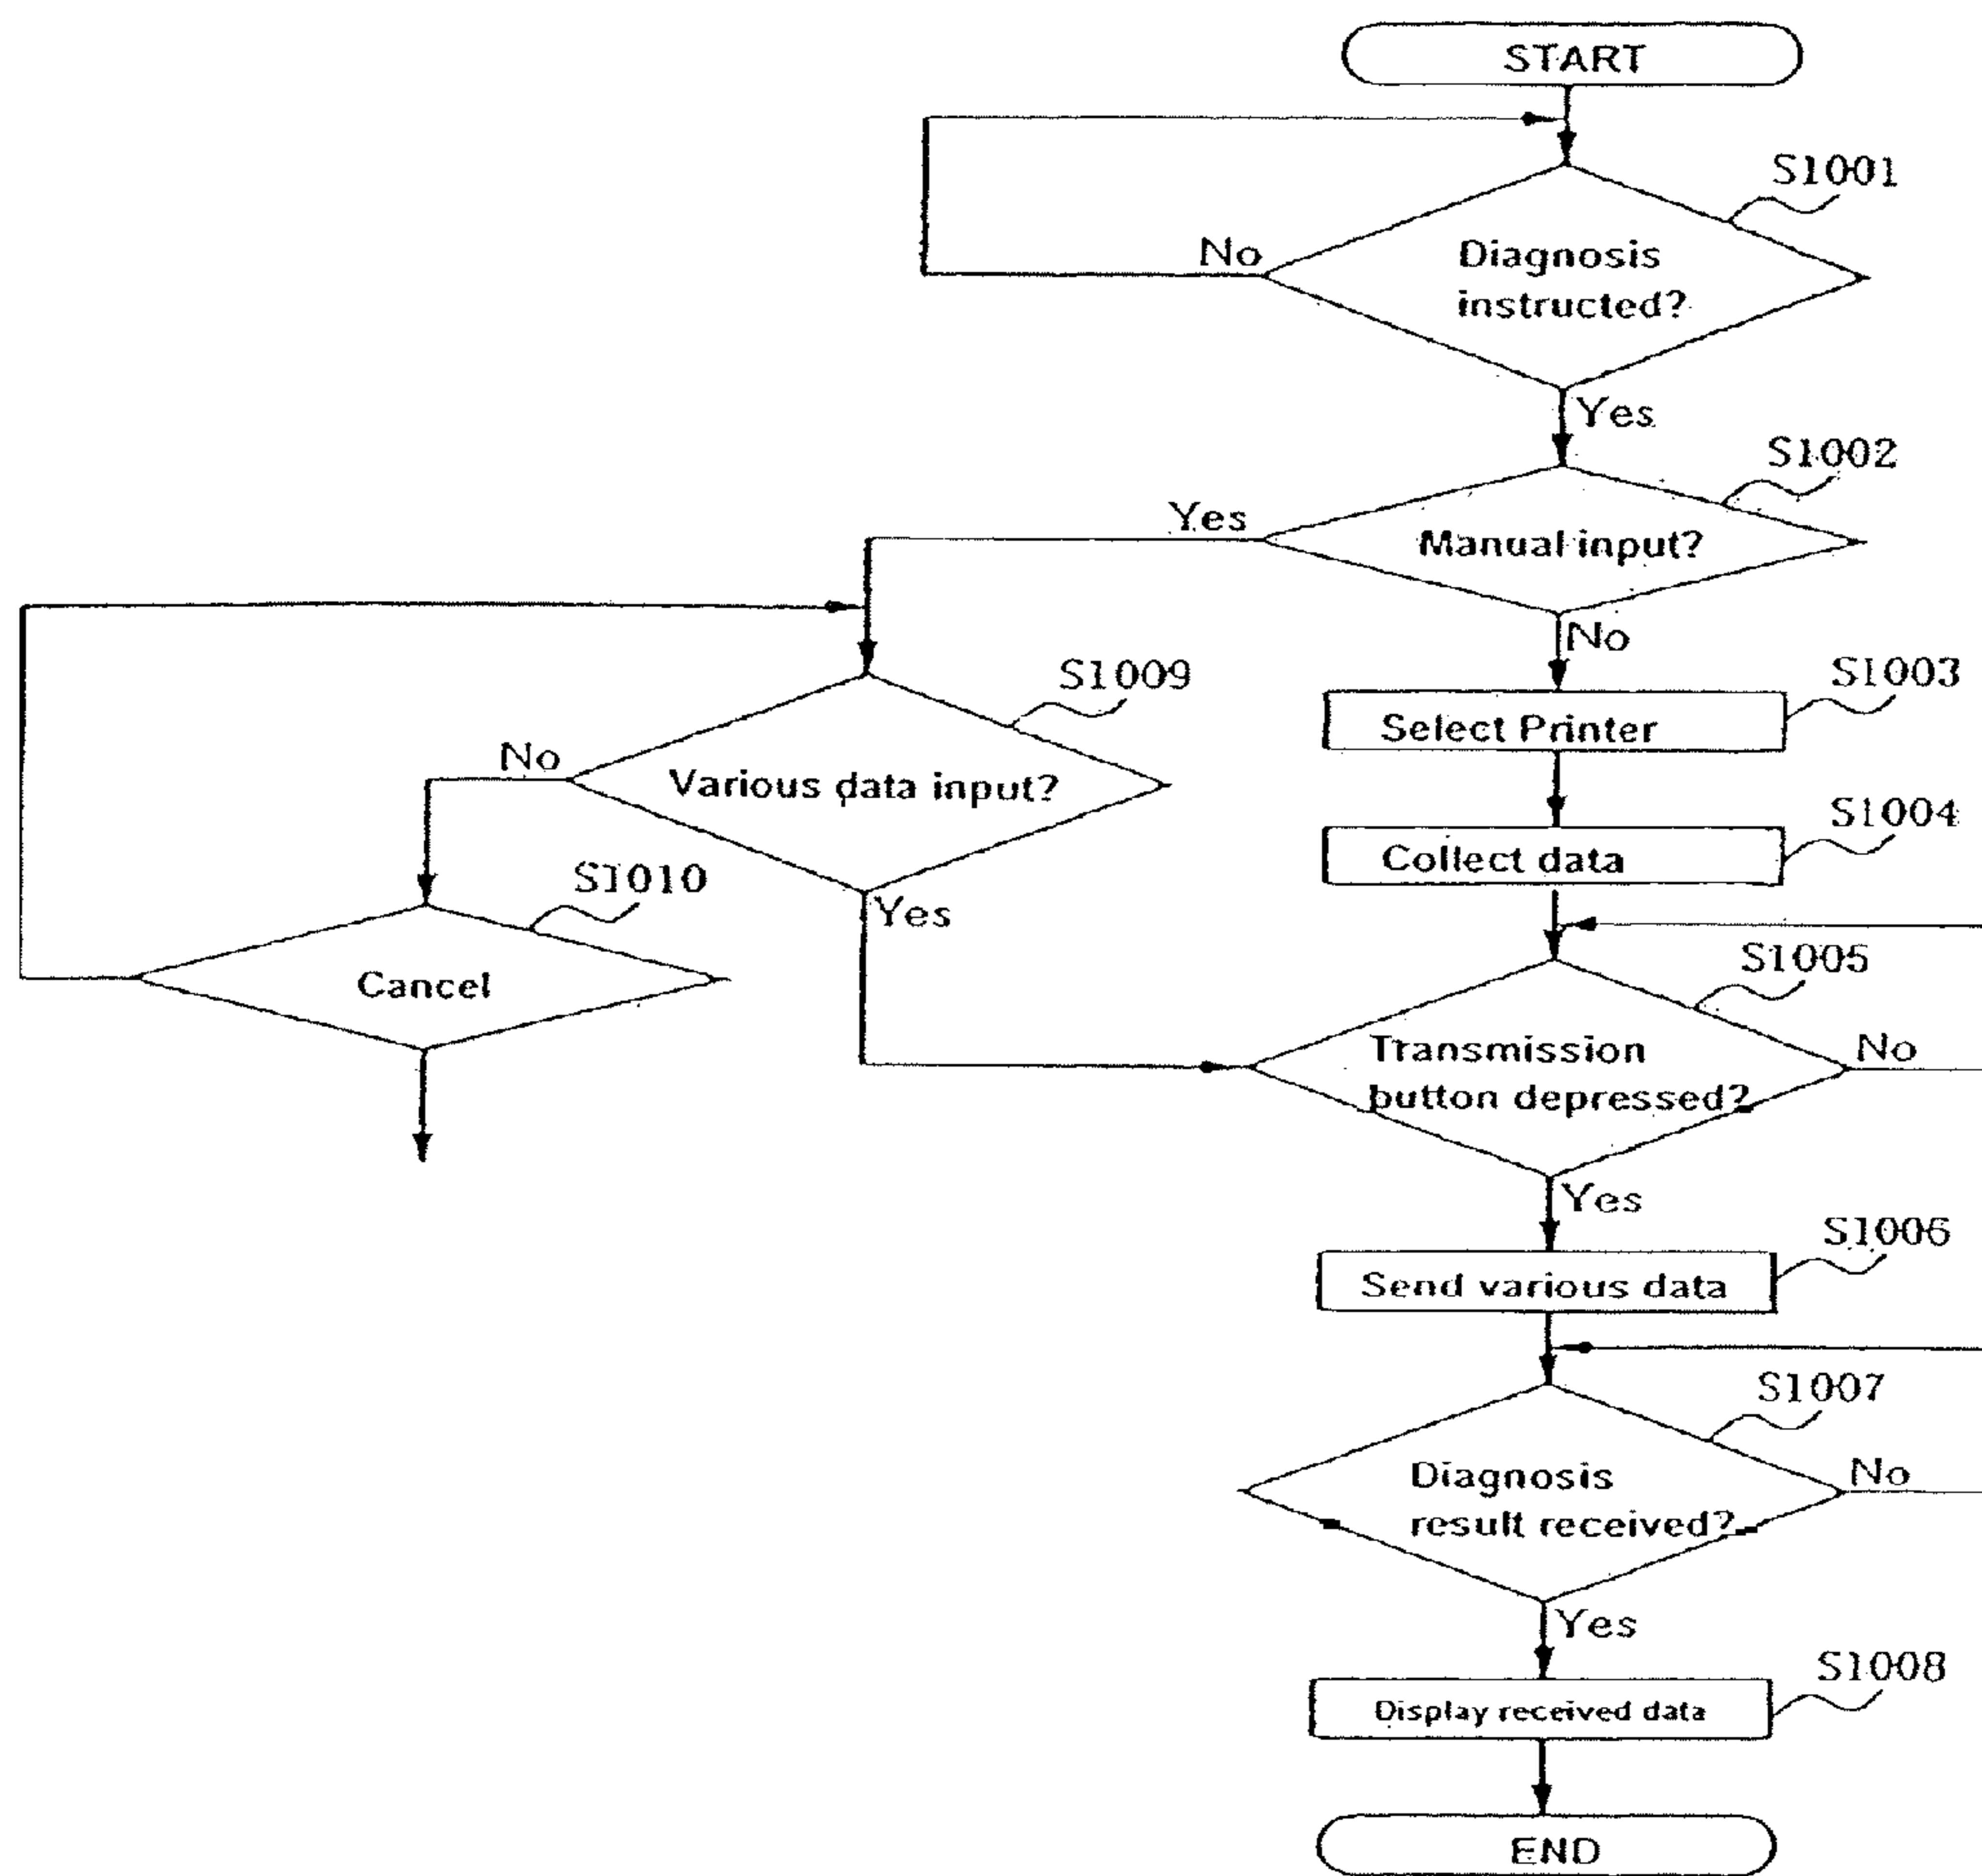 START
S1001
No
Diagnosis
instructed?
Yes
S1002
Yes
Manual input?
No
S1003
Select Printer
S1009
No
Various data input?
S1004
Collect data
S1010
Yes
Cancel
S1005
Transmission
button depressed?
No
Yes
S1006
Send various data
S1007
Diagnosis
result received?
No
Yes
S1008
Display received data
END